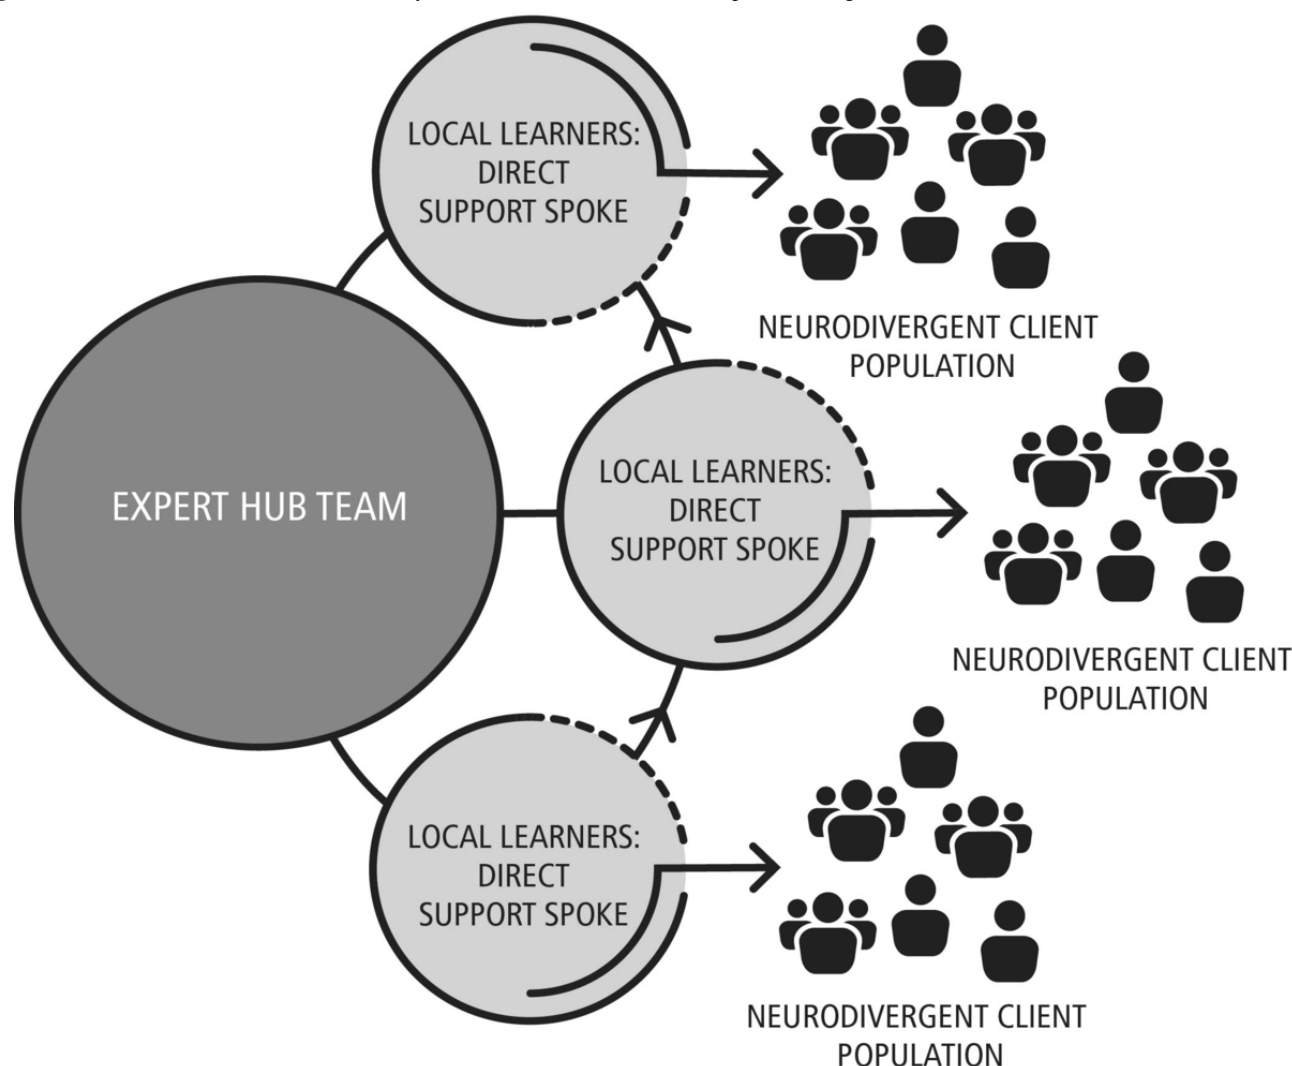 LOCAL LEARNERS:
DIRECT
SUPPORT SPOKE
NEURODIVERGENT CLIENT
POPULATION
EXPERT HUB TEAM
LOCAL LEARNERS:
DIRECT
SUPPORT SPOKE
NEURODIVERGENT CLIENT
POPULATION
LOCAL LEARNERS:
DIRECT
SUPPORT SPOKE
NEURODIVERGENT CLIENT
POPULATION